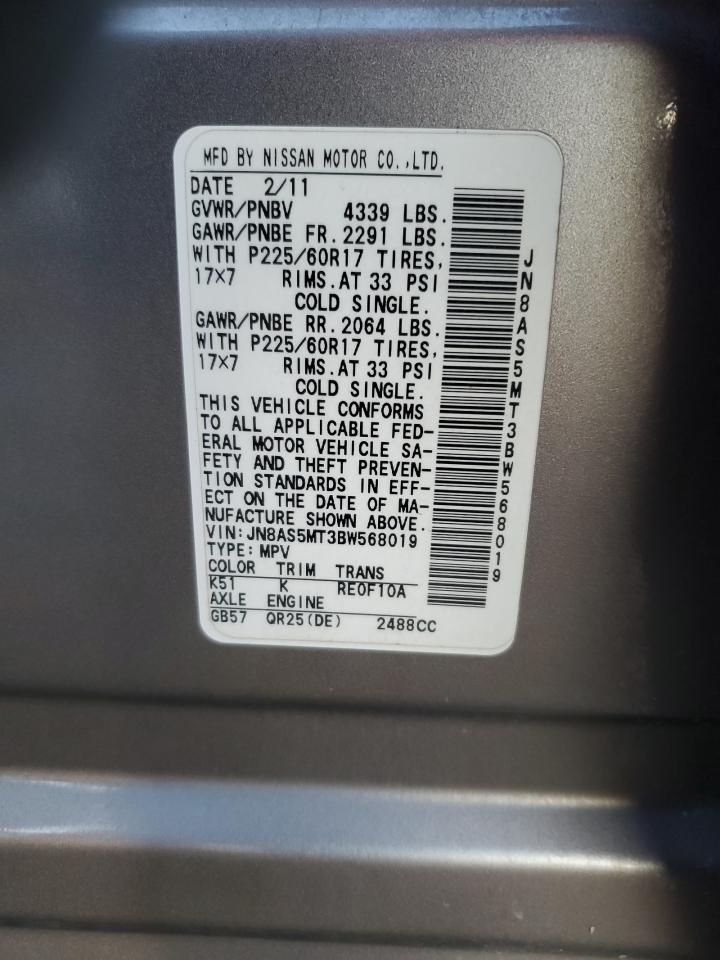 MFD BY NISSAN MOTOR CO.,LTD.
DATE 2/11
GVWR/PNBV 4339 LBS.
GAWR/PNBE FR.2291 LBS.
WITH P225/60R17 TIRES,
17×7 RIMS.AT 33 PSI
COLD SINGLE.
GAWR/PNBE RR.2064 LBS.
WITH P225/60R17 TIRES,
17×7 RIMS.AT 33 PSI
COLD SINGLE.
THIS VEHICLE CONFORMS
TO ALL APPLICABLE FED-
ERAL MOTOR VEHICLE SA-
FETY AND THEFT PREVEN-
TION STANDARDS IN EFF-
ECT ON THE DATE OF MA-
NUFACTURE SHOWN ABOVE.
VIN:JN8AS5MT3BW568019
TYPE:MPV
COLOR TRIM TRANS
K51 K RE0F10A
AXLE ENGINE
GB57 QR25(DE) 2488CC
JN8AS5MT3BW568019